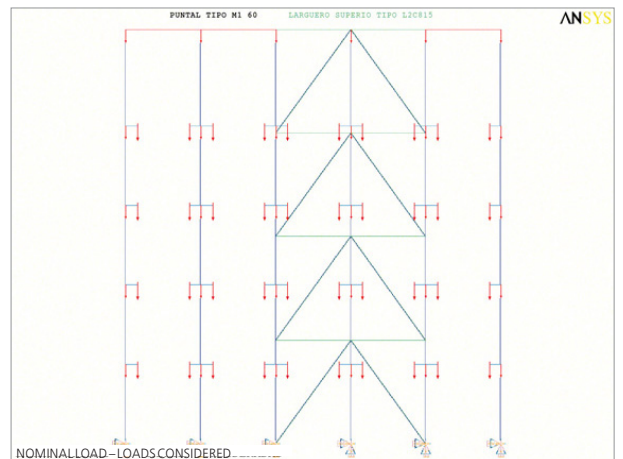 PUNTAL TIPO M1 60 LARGUERO SUPERIO TIPO L2C815
ANSYS
NOMINAL LOAD – LOADS CONSIDERED